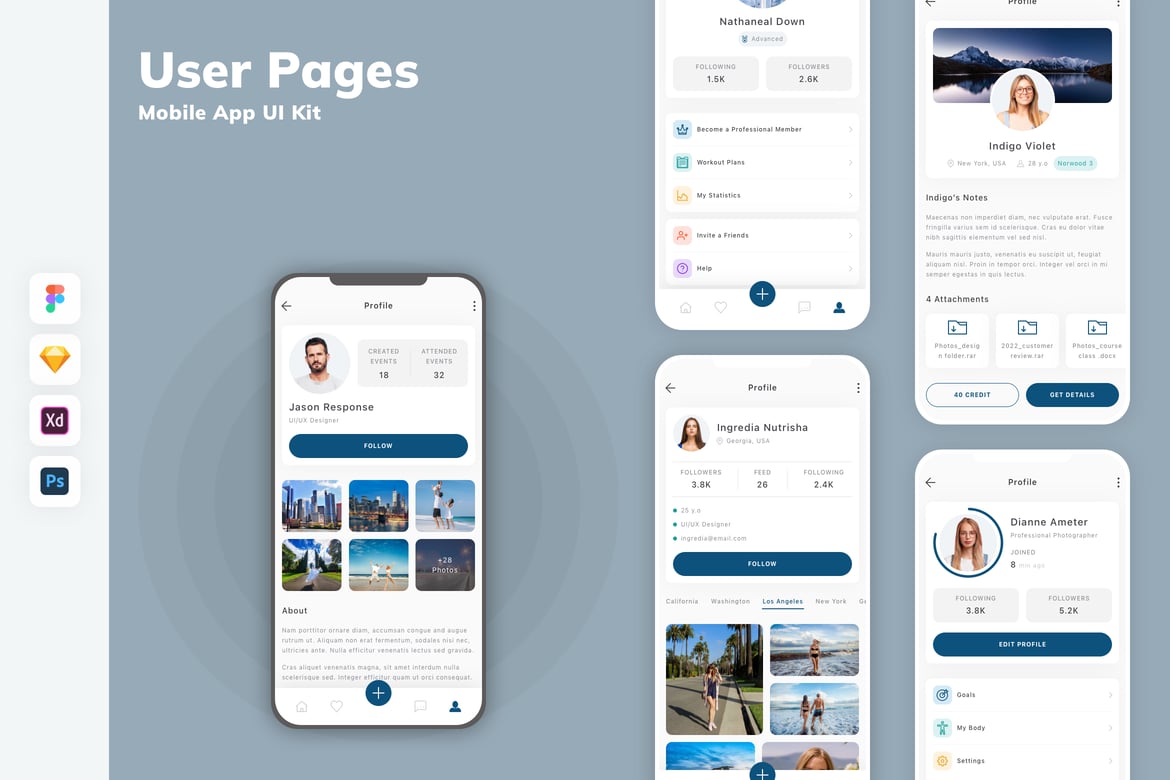 User Pages
Mobile App UI Kit
Xd
Ps
Profile
CREATED
EVENTS
18
ATTENDED
EVENTS
32
Jason Response
UI/UX Designer
FOLLOW
+28
Photos
About
Nam porttitor ornare diam, accumsan congue and augue
rutrum ut. Aliquam non erat fermentum, sodales nisi nec,
ultricies ante. Nulla efficitur venenatis lectus sed gravida.
Cras aliquet venenatis magna, sit amet interdum nulla
scelerisque sed. Integer efficitur quam ut orci consequat.
Nathaneal Down
Advanced
FOLLOWING
1.5K
FOLLOWERS
2.6K
Become a Professional Member
Workout Plans
My Statistics
Invite a Friends
Help
Profile
Ingredia Nutrisha
Georgia, USA
FOLLOWERS
3.8K
FEED
26
FOLLOWING
2.4K
25 y.o
UI/UX Designer
ingredia@email.com
FOLLOW
California Washington Los Angeles New York
Profile
Indigo Violet
New York, USA 28 y.o Norwood 3
Indigo's Notes
Maecenas non imperdiet diam, nec vulputate erat. Fusce
fringilla varius sem id scelerisque. Cras eu dolor vitae
nibh sagittis elementum vel sed nisl.
Mauris mauris justo, venenatis eu suscipit ut, feugiat
aliquam nisl. Proin in tempor orci. Integer vel orci in mi
semper egestas in quis lectus.
4 Attachments
Photos_desig
n folder.rar
2022_customer
review.rar
Photos_course
class .docx
40 CREDIT
GET DETAILS
Profile
Dianne Ameter
Professional Photographer
JOINED
8 min ago
FOLLOWING
3.8K
FOLLOWERS
5.2K
EDIT PROFILE
Goals
My Body
Settings